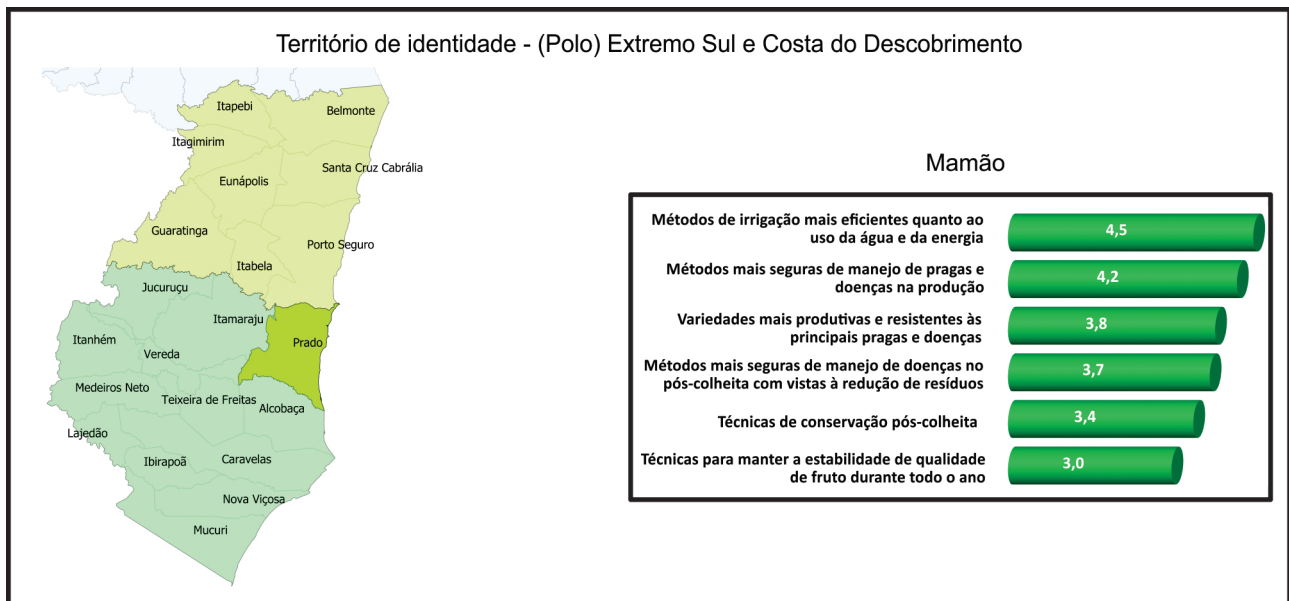 Território de identidade - (Polo) Extremo Sul e Costa do Descobrimento
Itapebi
Belmonte
Itagimirim
Santa Cruz Cabrália
Eunápolis
Guaratinga
Porto Seguro
Itabela
Jucuruçu
Itamaraju
Prado
Itanhém
Vereda
Medeiros Neto
Teixeira de Freitas
Alcobaça
Lajedão
Ibirapoã
Caravelas
Nova Viçosa
Mucuri
Mamão
Métodos de irrigação mais eficientes quanto ao
uso da água e da energia
4,5
Métodos mais seguras de manejo de pragas e
doenças na produção
4,2
Variedades mais produtivas e resistentes às
principais pragas e doenças
3,8
Métodos mais seguras de manejo de doenças no
pós-colheita com vistas à redução de resíduos
3,7
Técnicas de conservação pós-colheita
3,4
Técnicas para manter a estabilidade de qualidade
de fruto durante todo o ano
3,0